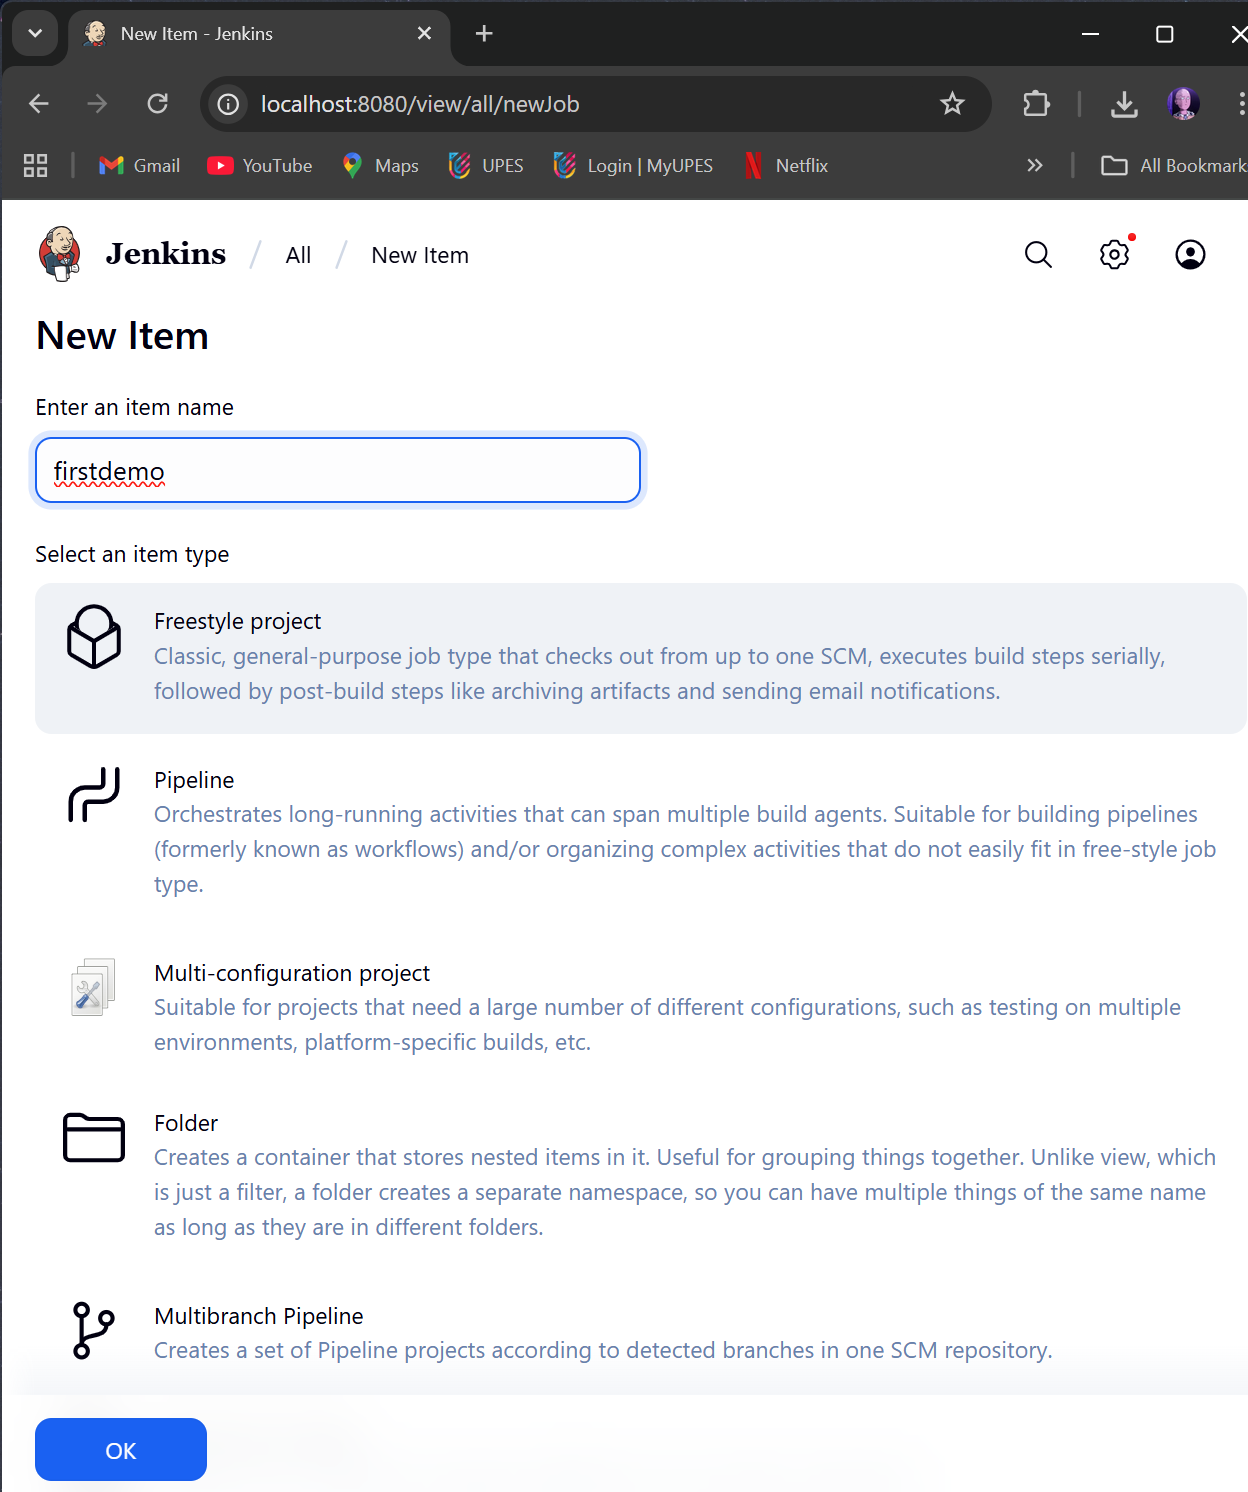 New Item - Jenkins
localhost:8080/view/all/newJob
Gmail YouTube Maps UPES Login | MyUPES Netflix All Bookmark
Jenkins / All / New Item
New Item
Enter an item name
firstdemo
Select an item type
Freestyle project
Classic, general-purpose job type that checks out from up to one SCM, executes build steps serially,
followed by post-build steps like archiving artifacts and sending email notifications.
Pipeline
Orchestrates long-running activities that can span multiple build agents. Suitable for building pipelines
(formerly known as workflows) and/or organizing complex activities that do not easily fit in free-style job
type.
Multi-configuration project
Suitable for projects that need a large number of different configurations, such as testing on multiple
environments, platform-specific builds, etc.
Folder
Creates a container that stores nested items in it. Useful for grouping things together. Unlike view, which
is just a filter, a folder creates a separate namespace, so you can have multiple things of the same name
as long as they are in different folders.
Multibranch Pipeline
Creates a set of Pipeline projects according to detected branches in one SCM repository.
OK